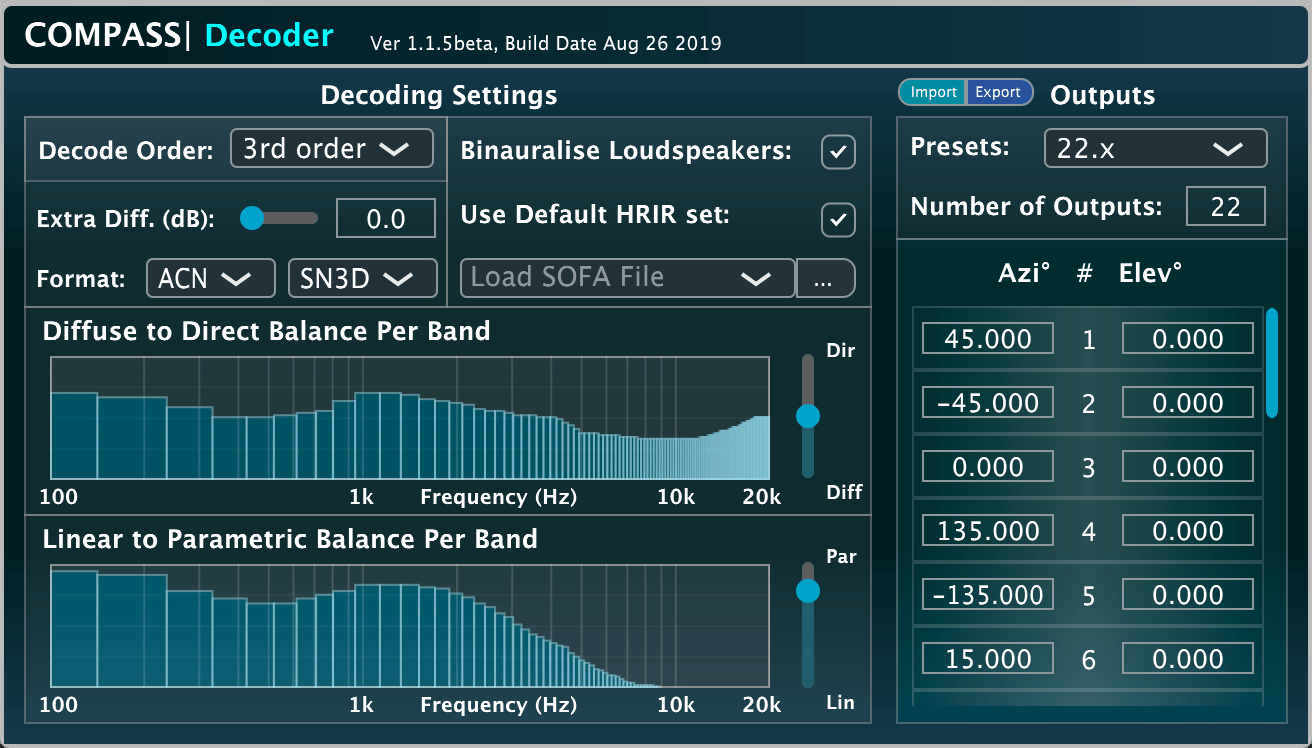 COMPASS| Decoder Ver 1.1.5beta, Build Date Aug 26 2019
Decoding Settings
Decode Order: 3rd order
Extra Diff. (dB): 0.0
Format: ACN SN3D
Binauralise Loudspeakers:
Use Default HRIR set:
Load SOFA File ...
Diffuse to Direct Balance Per Band
Dir
Diff
100 1k Frequency (Hz) 10k 20k
Linear to Parametric Balance Per Band
Par
Lin
100 1k Frequency (Hz) 10k 20k
Import Export Outputs
Presets: 22.x
Number of Outputs: 22
Azi° # Elev°
45.000 1 0.000
−45.000 2 0.000
0.000 3 0.000
135.000 4 0.000
−135.000 5 0.000
15.000 6 0.000